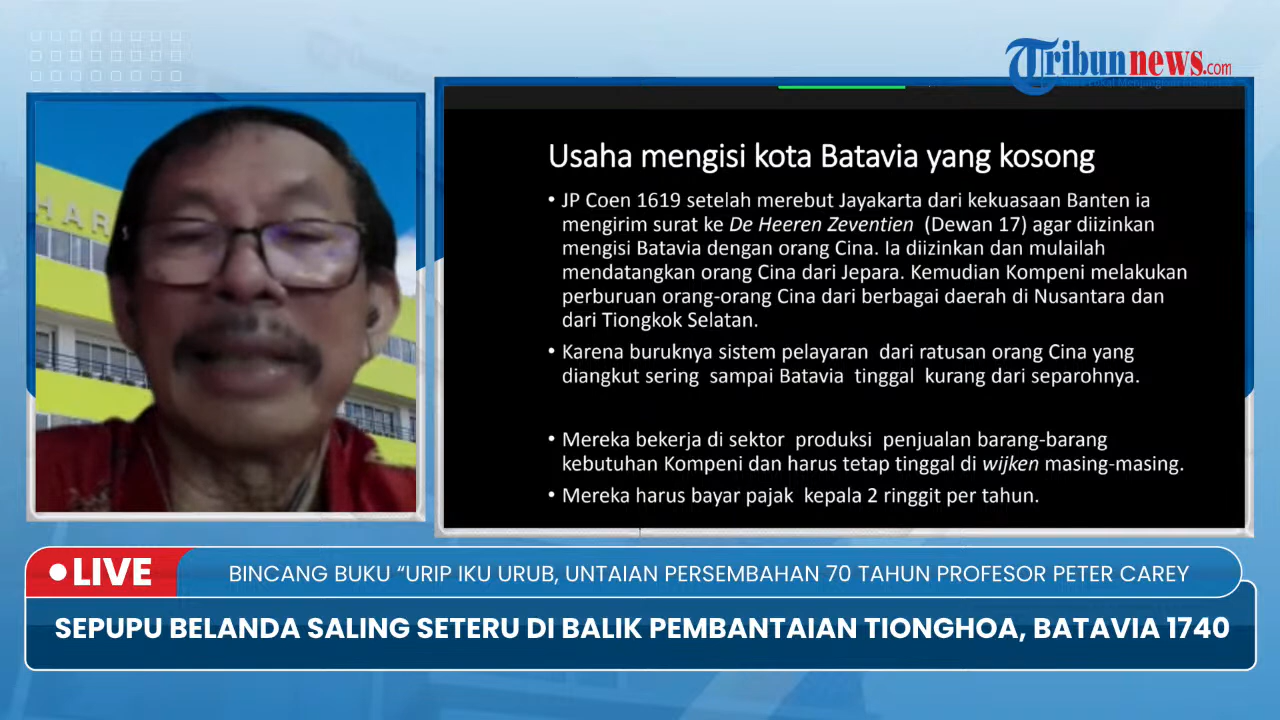 Tribunnews.com
HAR
Usaha mengisi kota Batavia yang kosong
• JP Coen 1619 setelah merebut Jayakarta dari kekuasaan Banten ia
mengirim surat ke De Heeren Zeventien (Dewan 17) agar diizinkan
mengisi Batavia dengan orang Cina. Ia diizinkan dan mulailah
mendatangkan orang Cina dari Jepara. Kemudian Kompeni melakukan
perburuan orang-orang Cina dari berbagai daerah di Nusantara dan
dari Tiongkok Selatan.
• Karena buruknya sistem pelayaran dari ratusan orang Cina yang
diangkut sering sampai Batavia tinggal kurang dari separohnya.
• Mereka bekerja di sektor produksi penjualan barang-barang
kebutuhan Kompeni dan harus tetap tinggal di wijken masing-masing.
• Mereka harus bayar pajak kepala 2 ringgit per tahun.
LIVE
BINCANG BUKU “URIP IKU URUB, UNTAIAN PERSEMBAHAN 70 TAHUN PROFESOR PETER CAREY
SEPUPU BELANDA SALING SETERU DI BALIK PEMBANTAIAN TIONGHOA, BATAVIA 1740